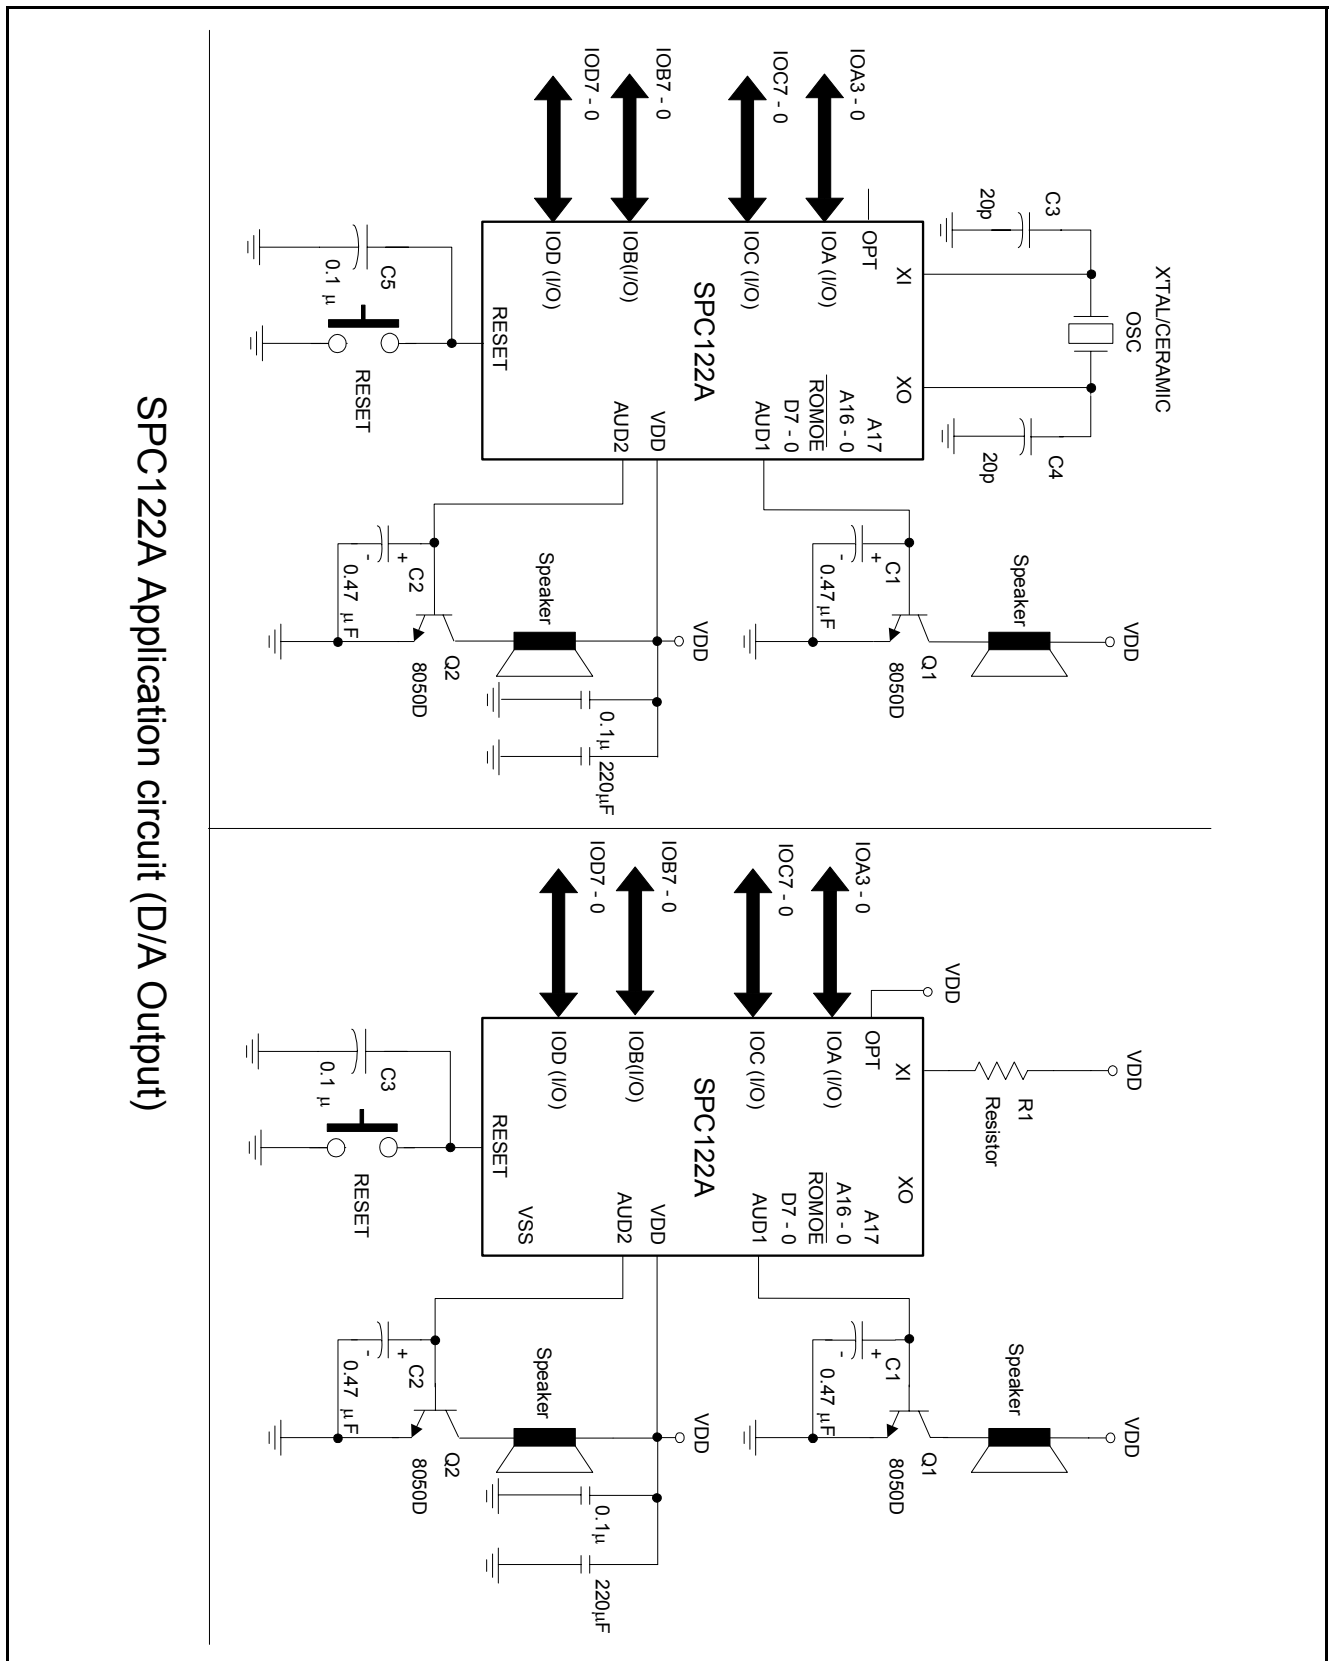 X'TAL/CERAMIC
OSC
C3
20p
C4
20p
XI
XO
OPT
IOA3 - 0
IOC7 - 0
IOB7 - 0
IOD7 - 0
IOA (I/O)
IOC (I/O)
IOB(I/O)
IOD (I/O)
SPC122A
A17
A16 - 0
ROMOE
D7 - 0
AUD1
VDD
AUD2
RESET
C5
0.1 μ
RESET
VDD
Speaker
C1
+
-
0.47 μF
Q1
8050D
VDD
Speaker
C2
+
-
0.47 μF
Q2
8050D
0.1μ
220μF
VDD
R1
Resistor
VDD
XI
XO
OPT
IOA3 - 0
IOC7 - 0
IOB7 - 0
IOD7 - 0
IOA (I/O)
IOC (I/O)
IOB(I/O)
IOD (I/O)
SPC122A
A17
A16 - 0
ROMOE
D7 - 0
AUD1
VDD
AUD2
VSS
RESET
C3
0.1 μ
RESET
VDD
Speaker
C1
+
-
0.47 μF
Q1
8050D
VDD
Speaker
C2
+
-
0.47 μF
Q2
8050D
0.1μ
220μF
SPC122A Application circuit (D/A Output)